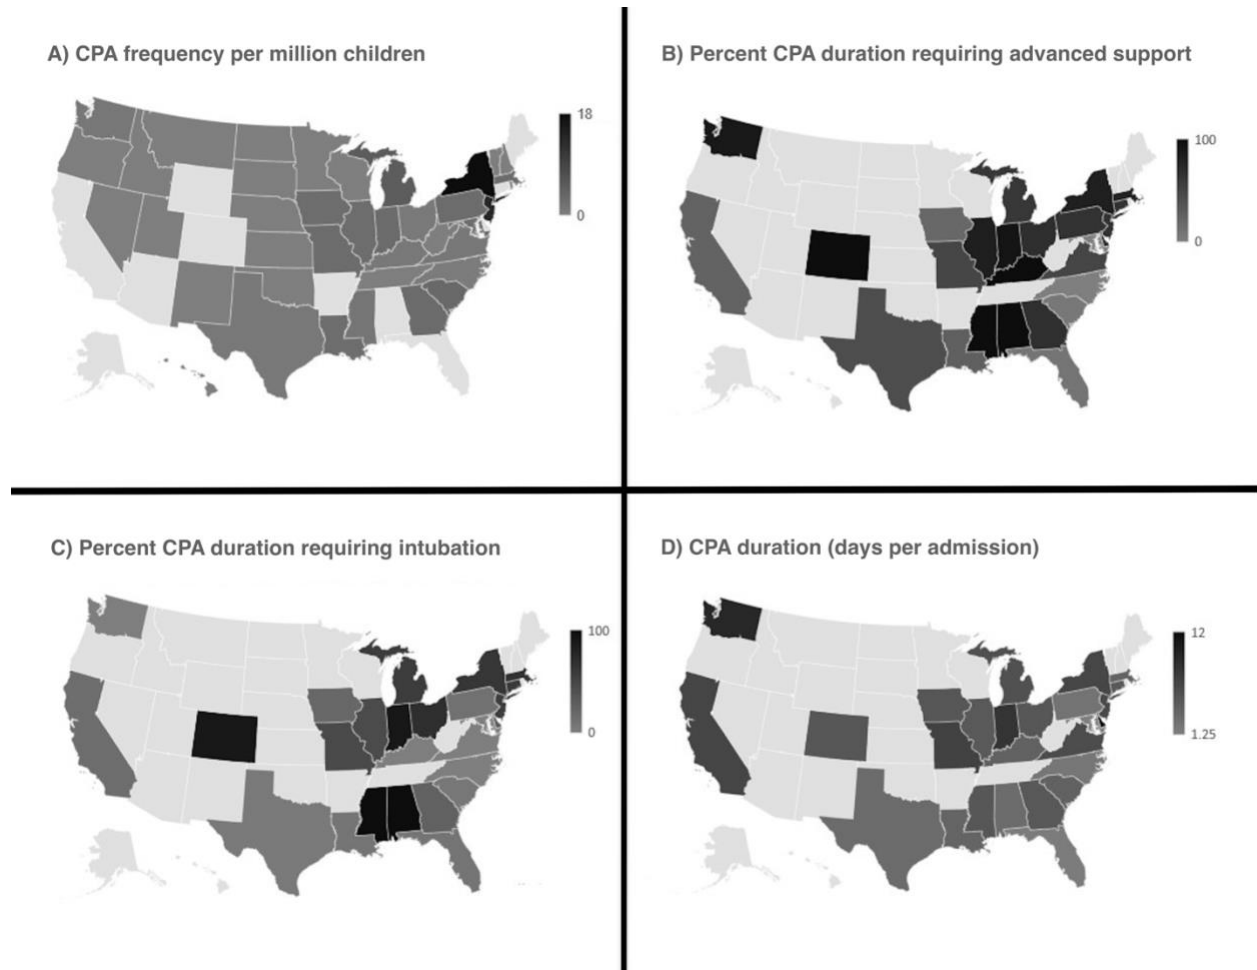 A) CPA frequency per million children
18
0
B) Percent CPA duration requiring advanced support
100
0
C) Percent CPA duration requiring intubation
100
0
D) CPA duration (days per admission)
12
1.25